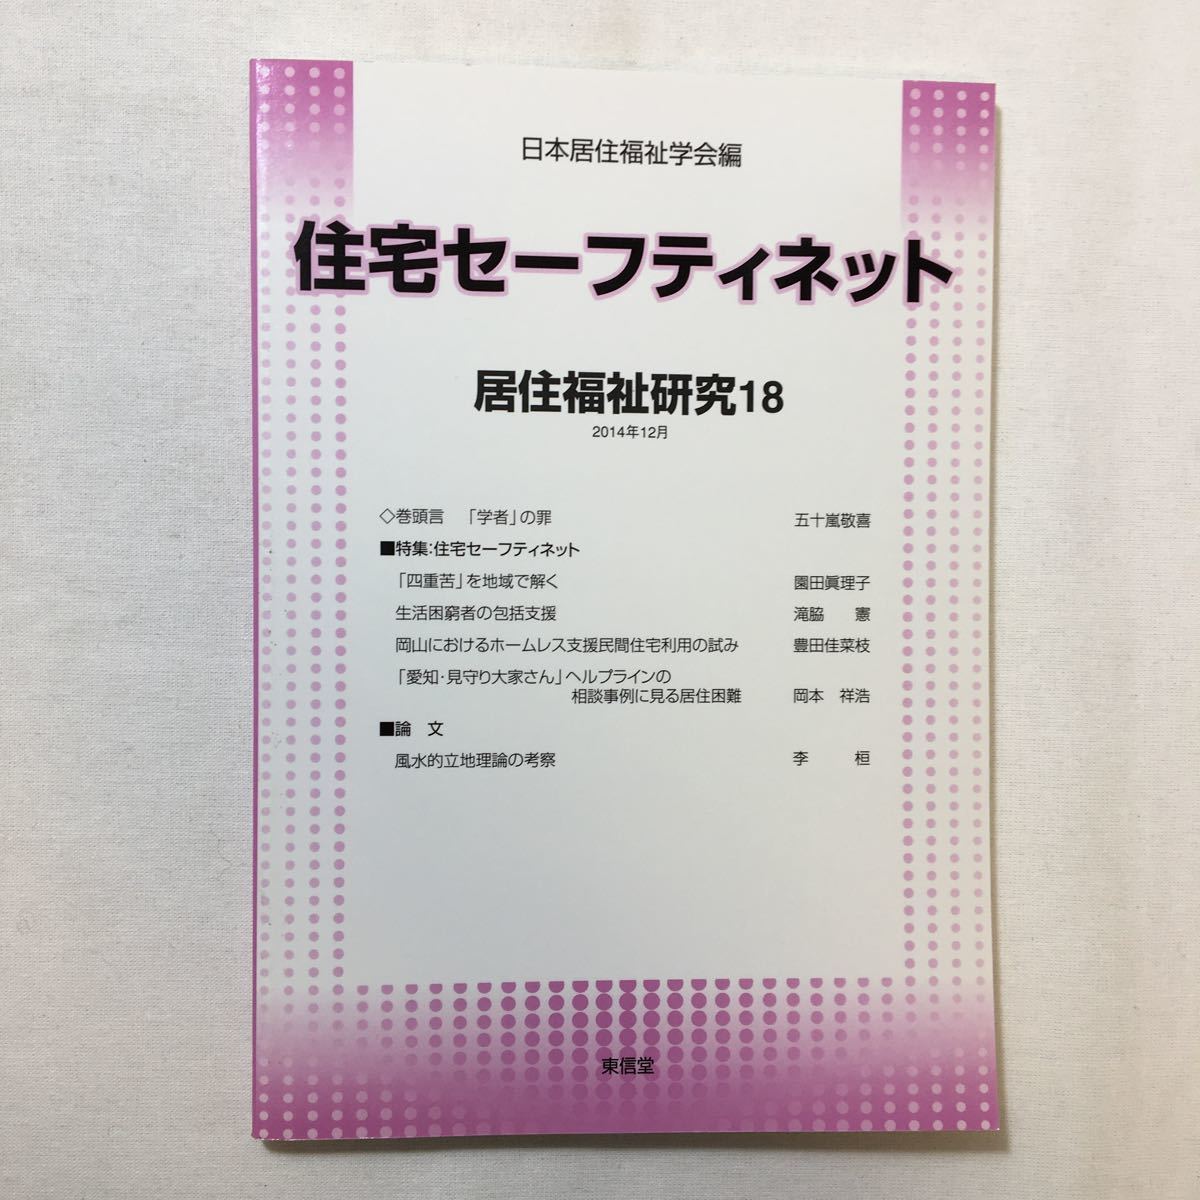 日本居住福祉学会編
住宅セーフティネット
居住福祉研究18
2014年12月
◇巻頭言　「学者」の罪　五十嵐敬喜
■特集:住宅セーフティネット
「四重苦」を地域で解く　園田眞理子
生活困窮者の包括支援　滝脇　憲
岡山におけるホームレス支援民間住宅利用の試み　豊田佳菜枝
「愛知・見守り大家さん」ヘルプラインの
相談事例に見る居住困難　岡本　祥浩
■論　文
風水的立地理論の考察　李　桓
東信堂